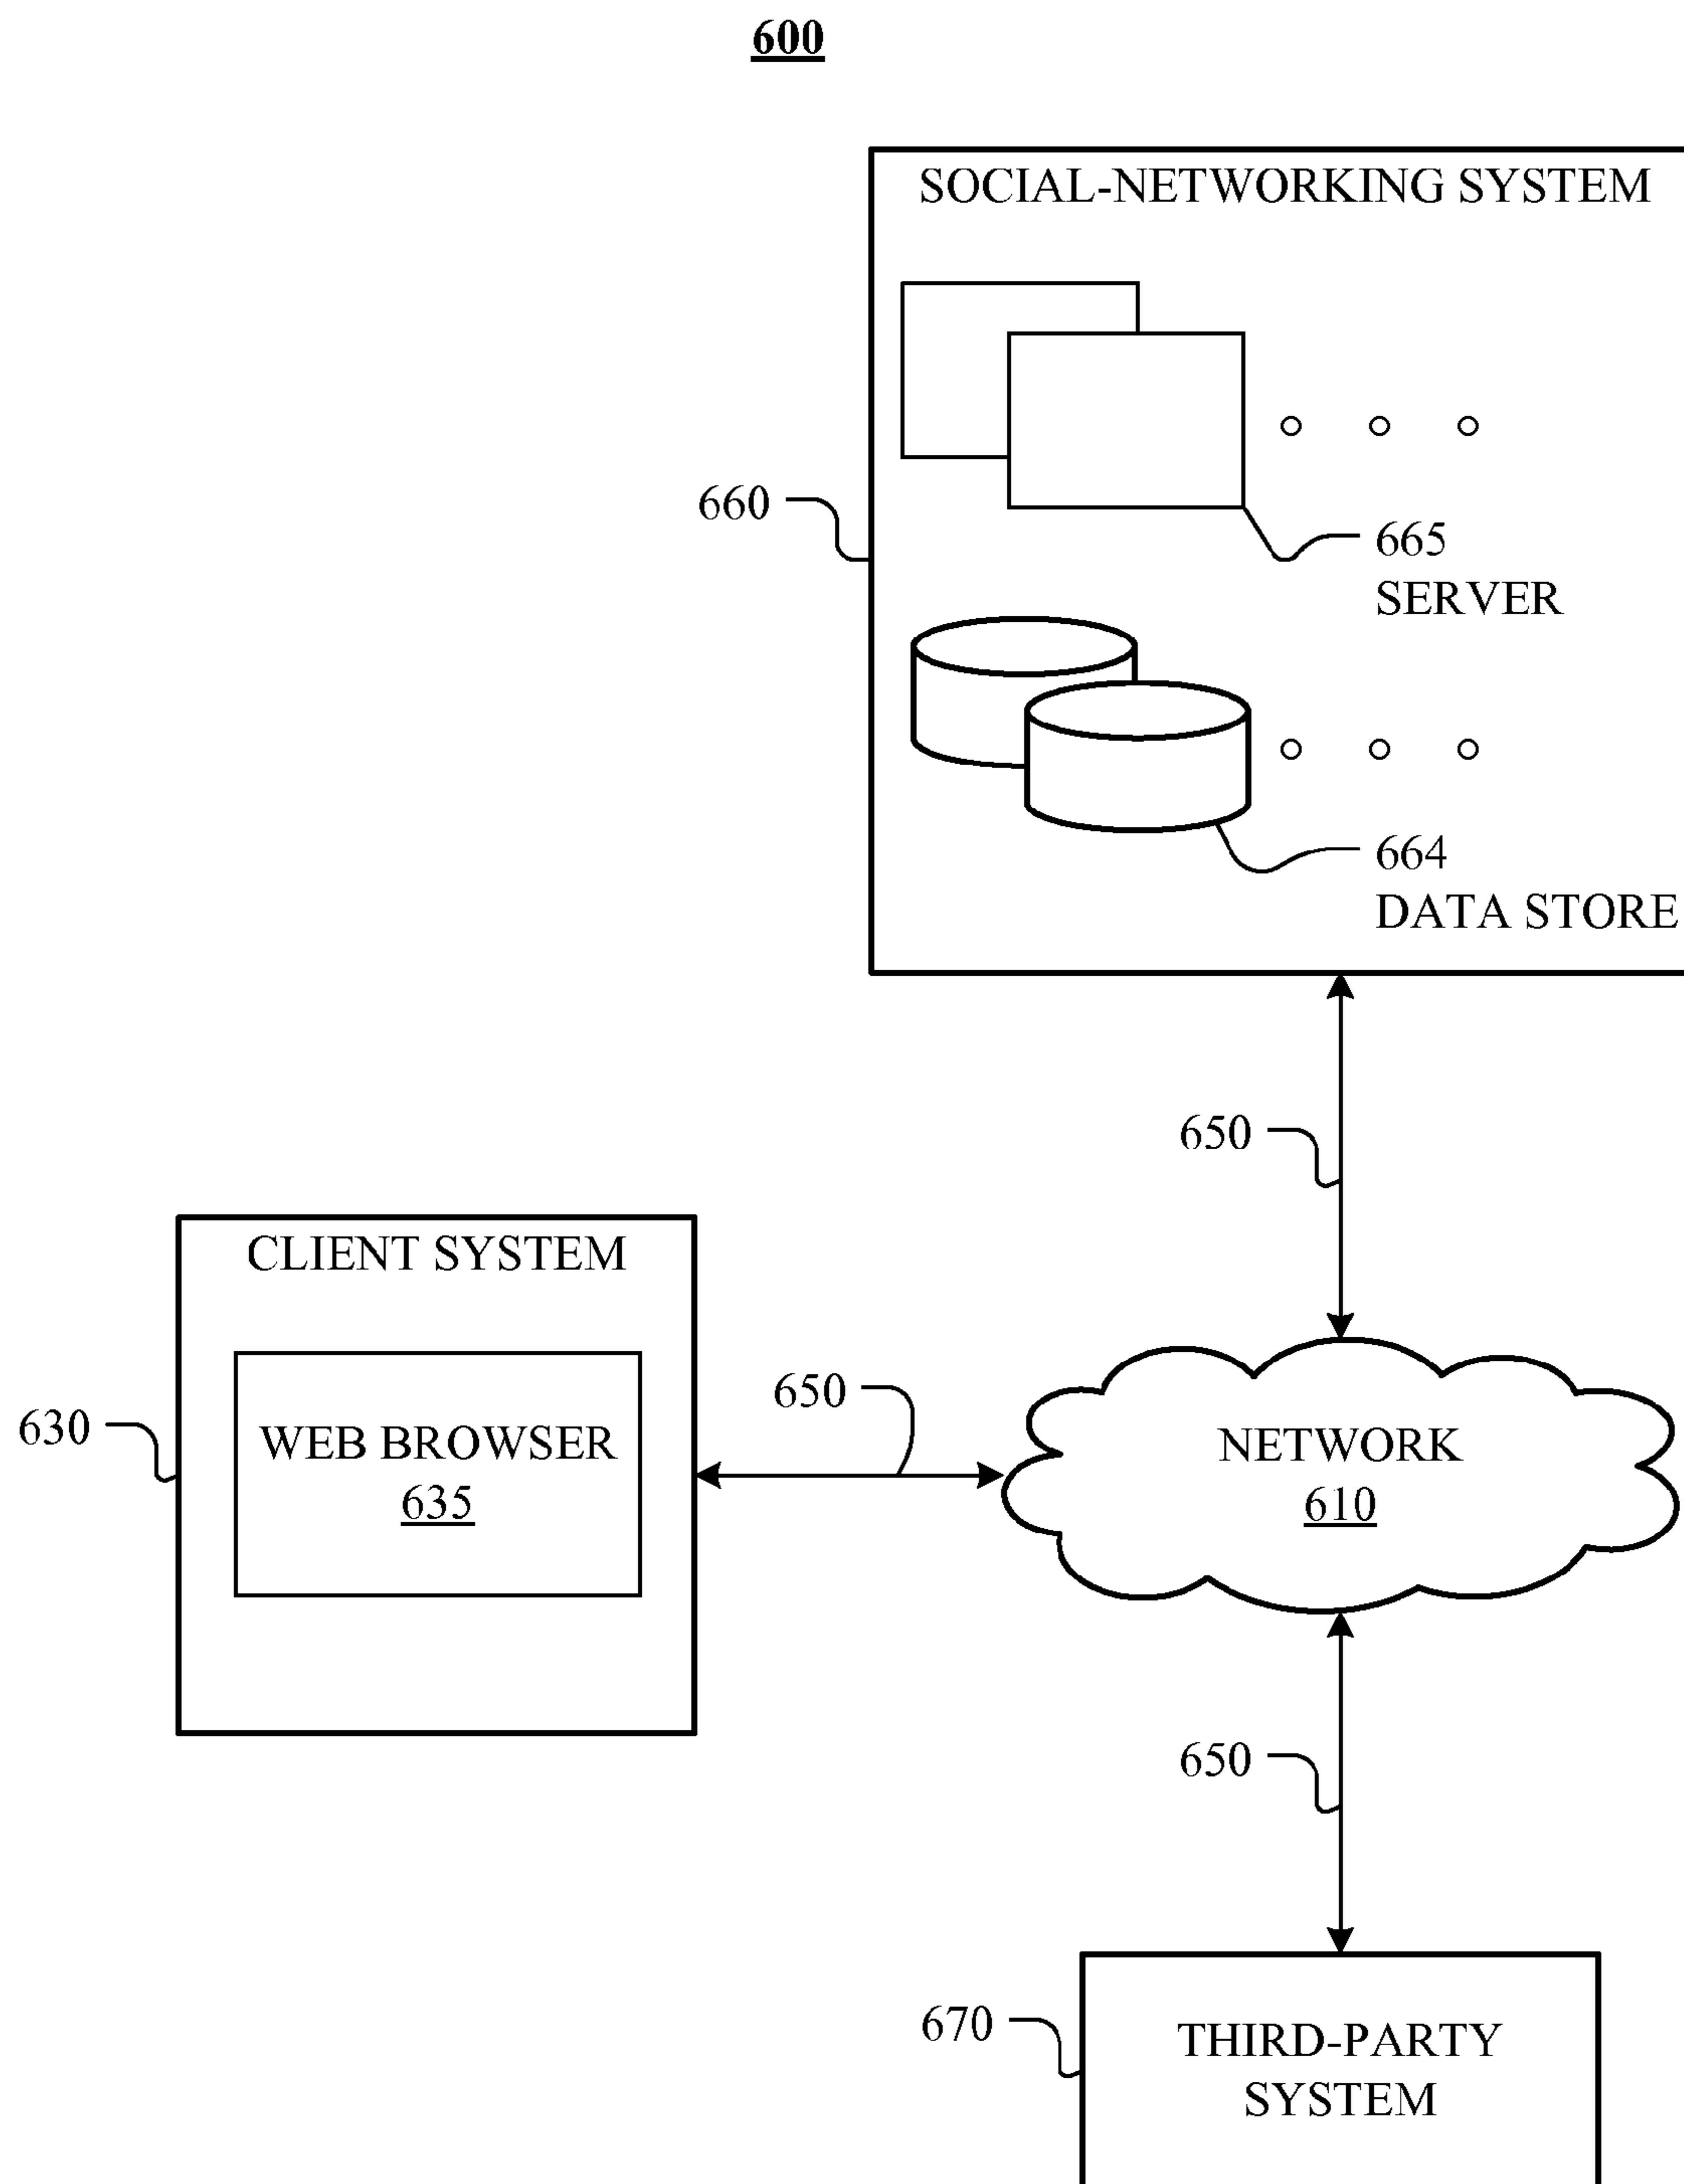 600
SOCIAL-NETWORKING SYSTEM
660
665
SERVER
664
DATA STORE
650
CLIENT SYSTEM
630
WEB BROWSER
635
650
NETWORK
610
650
670
THIRD-PARTY
SYSTEM